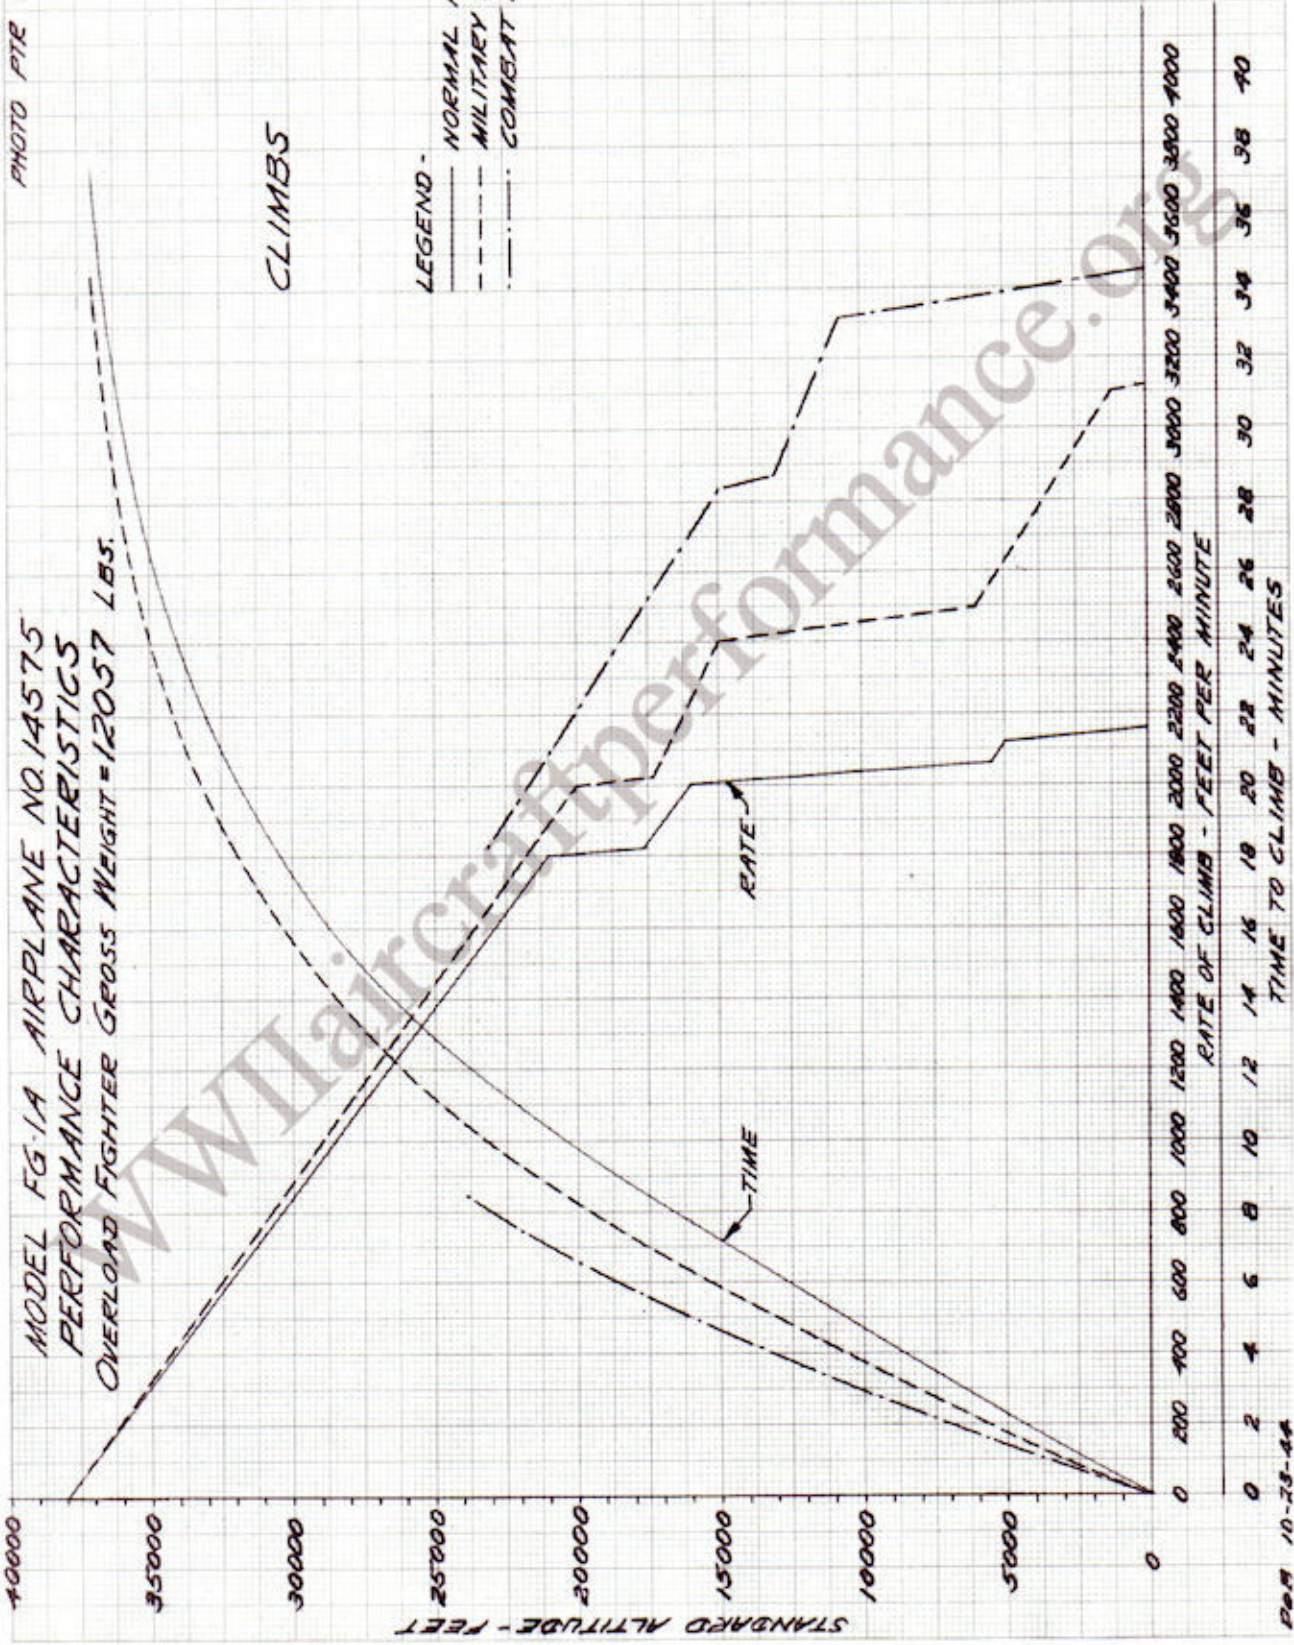 PHOTO PTR
MODEL FG-1A AIRPLANE NO. 14575
PERFORMANCE CHARACTERISTICS
OVERLOAD FIGHTER GROSS WEIGHT = 12057 LBS.
CLIMBS
LEGEND -
NORMAL
MILITARY
COMBAT
STANDARD ALTITUDE - FEET
40000
35000
30000
25000
20000
15000
10000
5000
0
RATE
TIME
0 200 400 600 800 1000 1200 1400 1600 1800 2000 2200 2400 2600 2800 3000 3200 3400 3600 3800 4000
RATE OF CLIMB - FEET PER MINUTE
0 2 4 6 8 10 12 14 16 18 20 22 24 26 28 30 32 34 36 38 40
TIME TO CLIMB - MINUTES
10-23-44
WWIIaircraftperformance.org